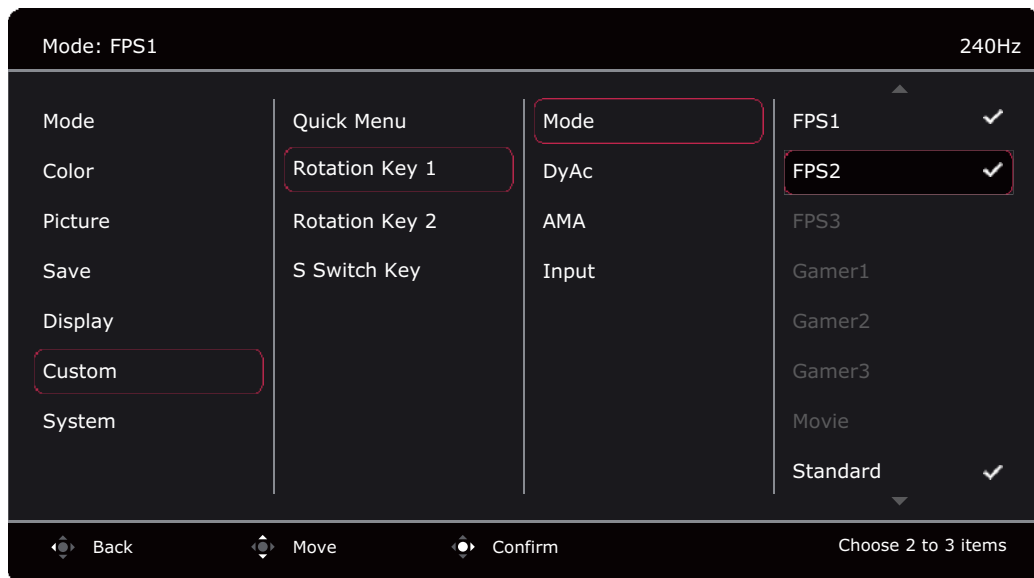 Mode: FPS1 240Hz
Mode
Color
Picture
Save
Display
Custom
System
Quick Menu
Rotation Key 1
Rotation Key 2
S Switch Key
Mode
DyAc
AMA
Input
FPS1
FPS2
FPS3
Gamer1
Gamer2
Gamer3
Movie
Standard
Back Move Confirm Choose 2 to 3 items